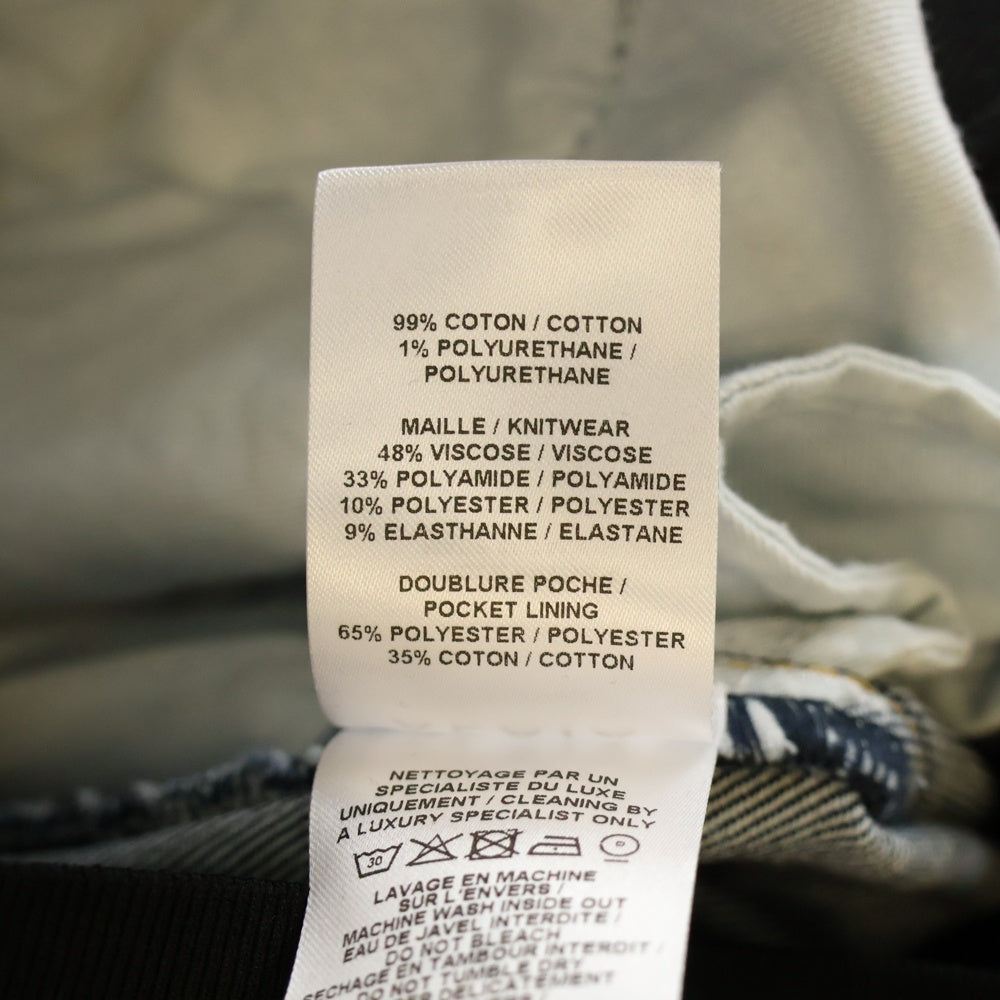 99% COTON / COTTON
1% POLYURETHANE /
POLYURETHANE
MAILLE / KNITWEAR
48% VISCOSE / VISCOSE
33% POLYAMIDE / POLYAMIDE
10% POLYESTER / POLYESTER
9% ELASTHANNE / ELASTANE
DOUBLURE POCHE /
POCKET LINING
65% POLYESTER / POLYESTER
35% COTON / COTTON
NETTOYAGE PAR UN
SPECIALISTE DU LUXE
UNIQUEMENT / CLEANING BY
A LUXURY SPECIALIST ONLY
30 P
LAVAGE EN MACHINE
SUR L'ENVERS /
MACHINE WASH INSIDE OUT
EAU DE JAVEL INTERDITE /
DO NOT BLEACH
SECHAGE EN TAMBOUR INTERDIT /
DO NOT TUMBLE DRY
DELICATEMENT